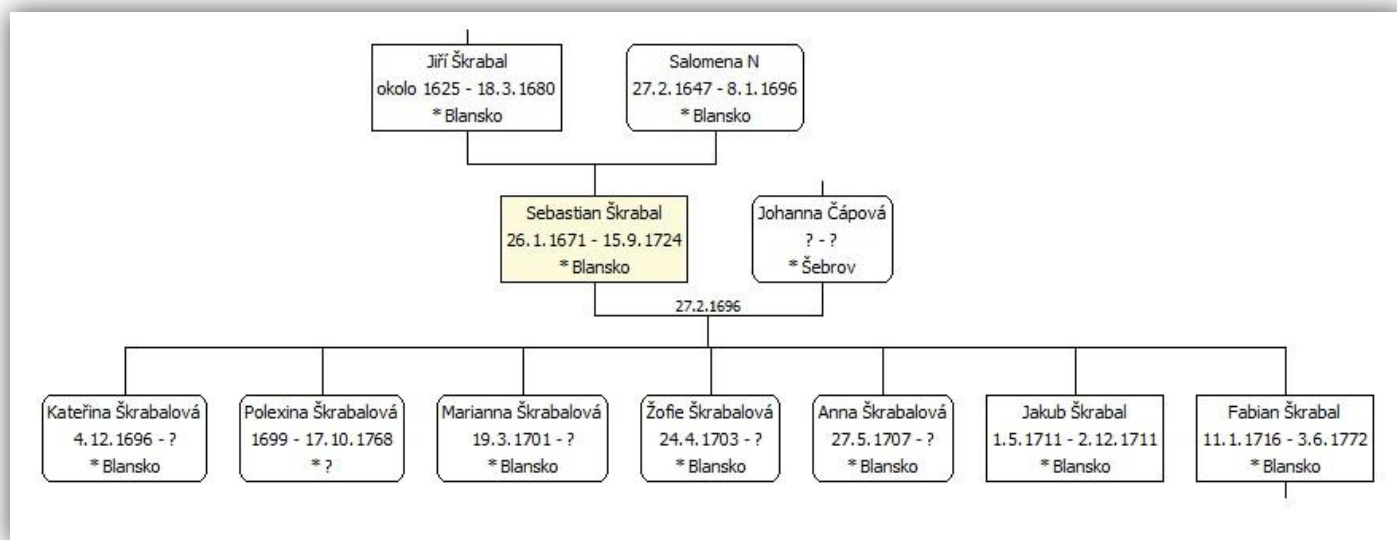 Jiří Škrabal
okolo 1625 - 18.3.1680
* Blansko
Salomena N
27.2.1647 - 8.1.1696
* Blansko
Sebastian Škrabal
26.1.1671 - 15.9.1724
* Blansko
Johanna Čápová
? - ?
* Šebrov
27.2.1696
Kateřina Škrabalová
4.12.1696 - ?
* Blansko
Polexina Škrabalová
1699 - 17.10.1768
* ?
Marianna Škrabalová
19.3.1701 - ?
* Blansko
Žofie Škrabalová
24.4.1703 - ?
* Blansko
Anna Škrabalová
27.5.1707 - ?
* Blansko
Jakub Škrabal
1.5.1711 - 2.12.1711
* Blansko
Fabian Škrabal
11.1.1716 - 3.6.1772
* Blansko